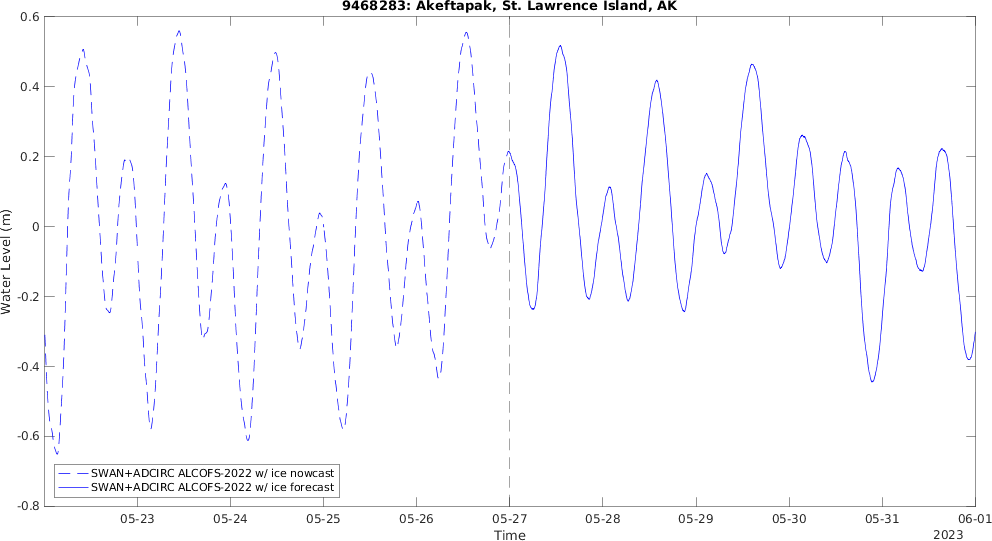 9468283: Akeftapak, St. Lawrence Island, AK
0.6
0.4
0.2
0
-0.2
-0.4
-0.6
-0.8
Water Level (m)
SWAN+ADCIRC ALCOFS-2022 w/ ice nowcast
SWAN+ADCIRC ALCOFS-2022 w/ ice forecast
05-23 05-24 05-25 05-26 05-27 05-28 05-29 05-30 05-31 06-01
Time
2023